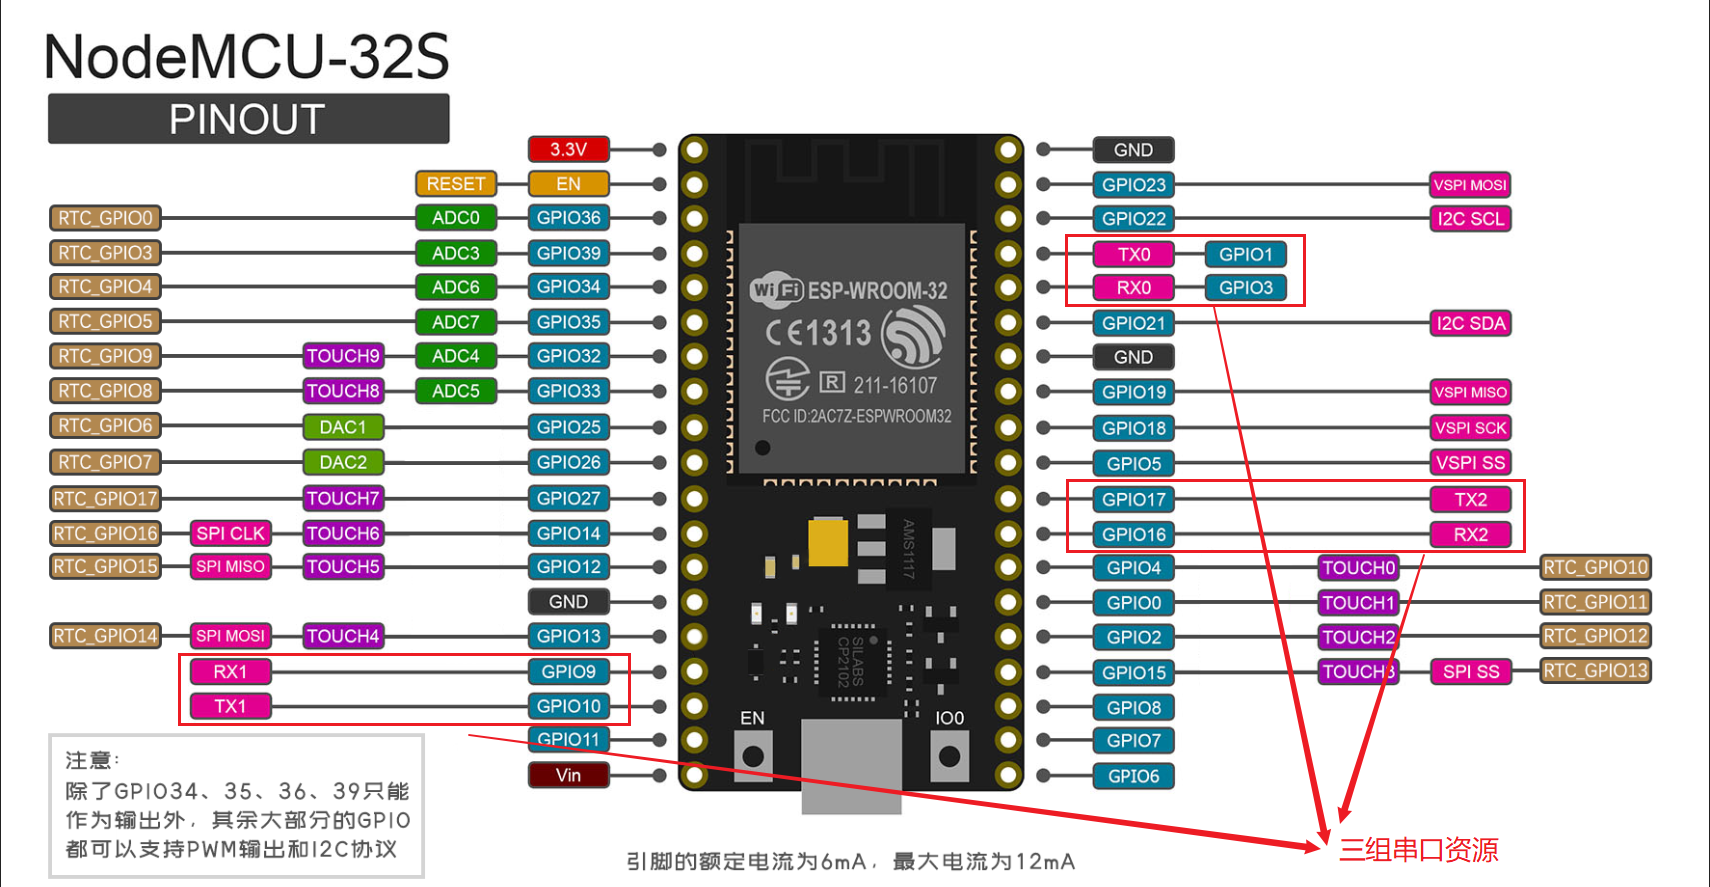 NodeMCU-32S
PINOUT
3.3V
GND
RESET EN
GPIO23 VSPI MOSI
RTC_GPIO0 ADC0 GPIO36
GPIO22 I2C SCL
RTC_GPIO3 ADC3 GPIO39
TX0 GPIO1
RTC_GPIO4 ADC6 GPIO34
RX0 GPIO3
RTC_GPIO5 ADC7 GPIO35
GPIO21 I2C SDA
RTC_GPIO9 TOUCH9 ADC4 GPIO32
GND
RTC_GPIO8 TOUCH8 ADC5 GPIO33
GPIO19 VSPI MISO
RTC_GPIO6 DAC1 GPIO25
GPIO18 VSPI SCK
RTC_GPIO7 DAC2 GPIO26
GPIO5 VSPI SS
RTC_GPIO17 TOUCH7 GPIO27
GPIO17 TX2
RTC_GPIO16 SPI CLK TOUCH6 GPIO14
GPIO16 RX2
RTC_GPIO15 SPI MISO TOUCH5 GPIO12
GPIO4 TOUCH0 RTC_GPIO10
GND
GPIO0 TOUCH1 RTC_GPIO11
RTC_GPIO14 SPI MOSI TOUCH4 GPIO13
GPIO2 TOUCH2 RTC_GPIO12
RX1 GPIO9
GPIO15 TOUCH3 SPI SS RTC_GPIO13
TX1 GPIO10
GPIO8
GPIO11
GPIO7
Vin
GPIO6
WiFi ESP-WROOM-32
CE1313
R 211-16107
FCC ID:2AC7Z-ESPWROOM32
AMS1117
SILABS
CP2102
EN
IO0
注意:
除了GPIO34、35、36、39只能
作为输出外，其余大部分的GPIO
都可以支持PWM输出和I2C协议
引脚的额定电流为6mA，最大电流为12mA
三组串口资源